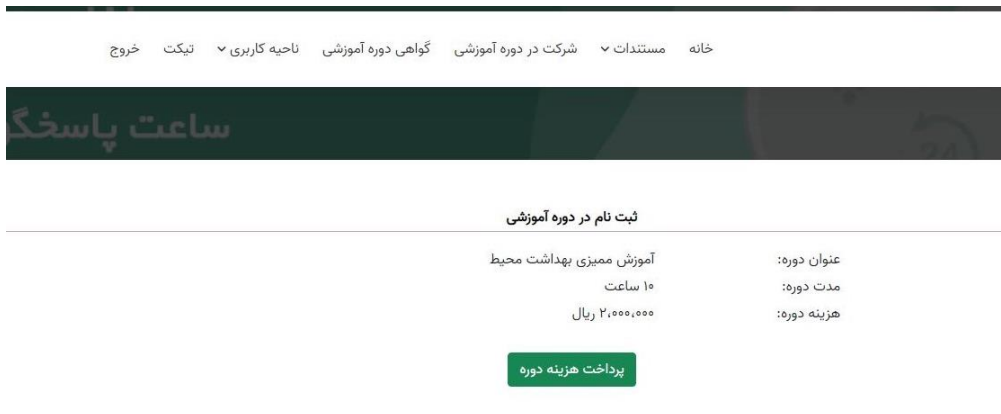 خانه مستندات شرکت در دوره آموزشی گواهی دوره آموزشی ناحیه کاربری تیکت خروج
ساعت پاسخگو
24
ثبت نام در دوره آموزشی
عنوان دوره: آموزش ممیزی بهداشت محیط
مدت دوره: ۱۰ ساعت
هزینه دوره: ۲،۰۰۰،۰۰۰ ریال
پرداخت هزینه دوره